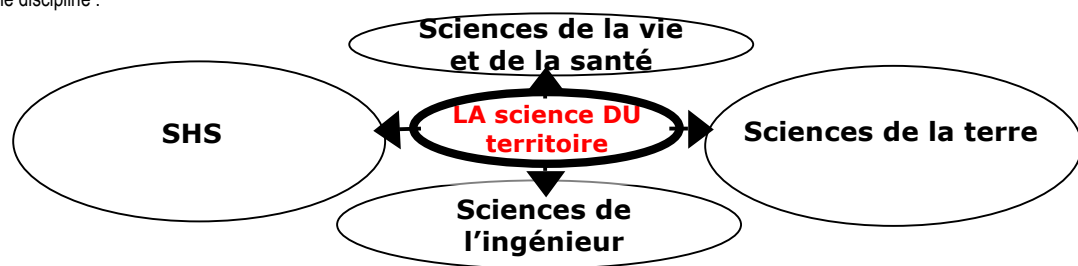 discipline :
Sciences de la vie
et de la santé
LA science DU
territoire
SHS
Sciences de la terre
Sciences de
l'ingénieur